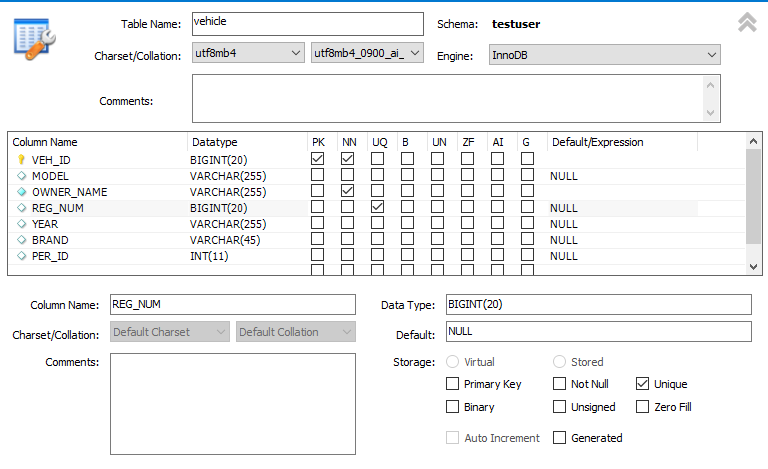 Table Name: vehicle Schema: testuser
Charset/Collation: utf8mb4 utf8mb4_0900_ai_ Engine: InnoDB
Comments:
Column Name Datatype PK NN UQ B UN ZF AI G Default/Expression
VEH_ID BIGINT(20)
MODEL VARCHAR(255) NULL
OWNER_NAME VARCHAR(255)
REG_NUM BIGINT(20) NULL
YEAR VARCHAR(255) NULL
BRAND VARCHAR(45) NULL
PER_ID INT(11) NULL
Column Name: REG_NUM Data Type: BIGINT(20)
Charset/Collation: Default Charset Default Collation Default: NULL
Comments: Storage: Virtual Stored
Primary Key Not Null Unique
Binary Unsigned Zero Fill
Auto Increment Generated